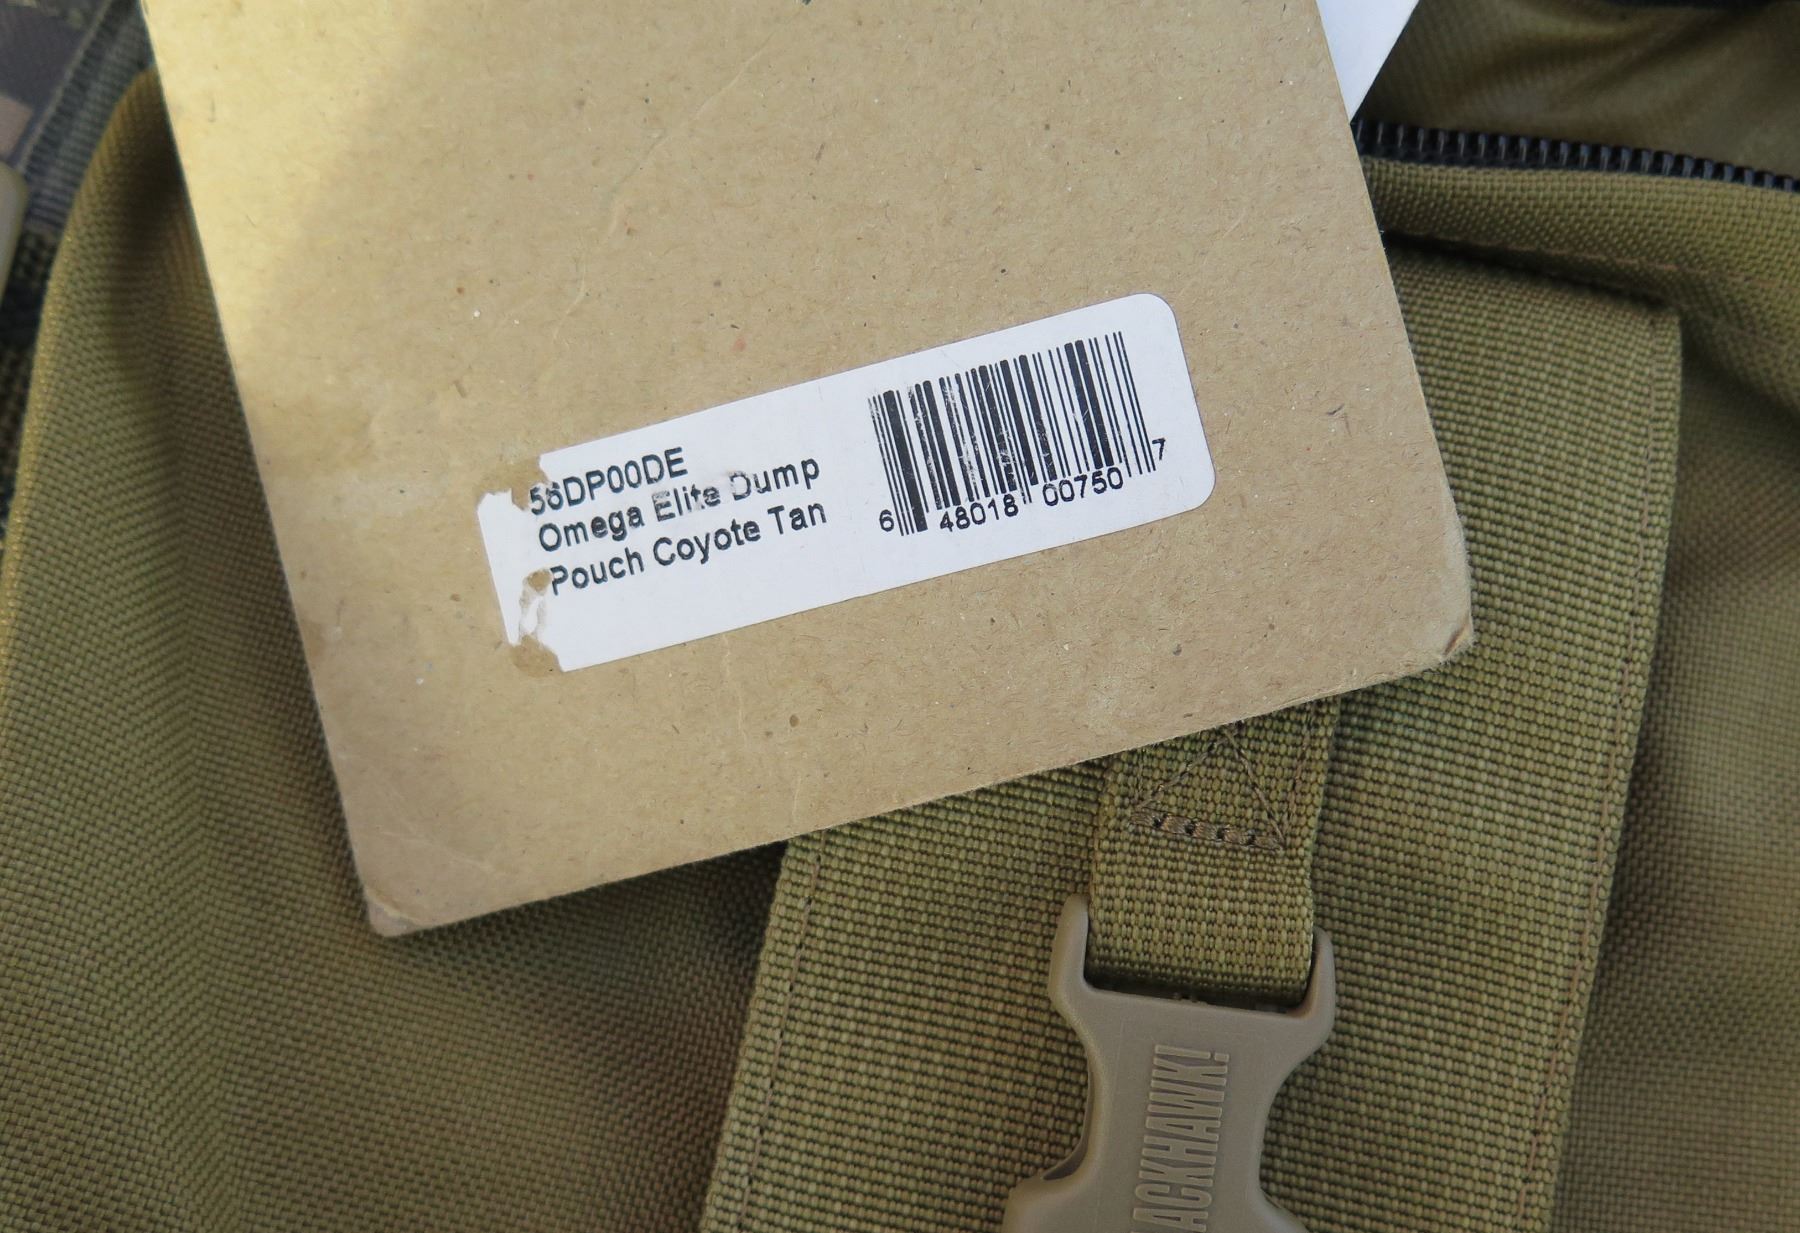 56DP00DE
Omega Elite Dump
Pouch Coyote Tan
6 48018 00750 7
BLACKHAWK!